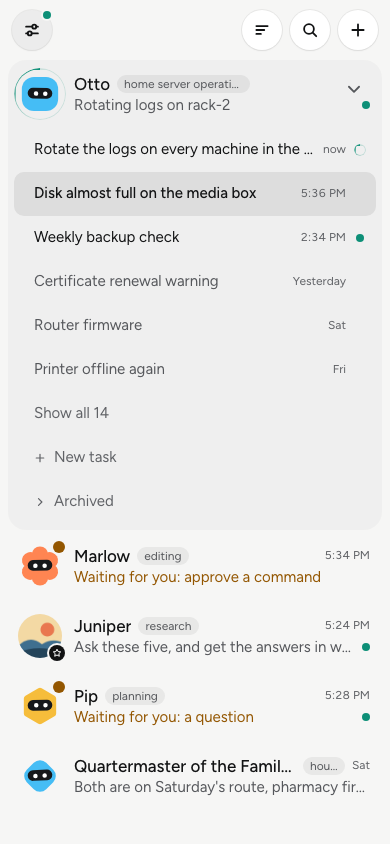 Otto home server operati...
Rotating logs on rack-2
Rotate the logs on every machine in the ... now
Disk almost full on the media box 5:36 PM
Weekly backup check 2:34 PM
Certificate renewal warning Yesterday
Router firmware Sat
Printer offline again Fri
Show all 14
+ New task
> Archived
Marlow editing 5:34 PM
Waiting for you: approve a command
Juniper research 5:24 PM
Ask these five, and get the answers in w...
Pip planning 5:28 PM
Waiting for you: a question
Quartermaster of the Famil... hou... Sat
Both are on Saturday's route, pharmacy fir...